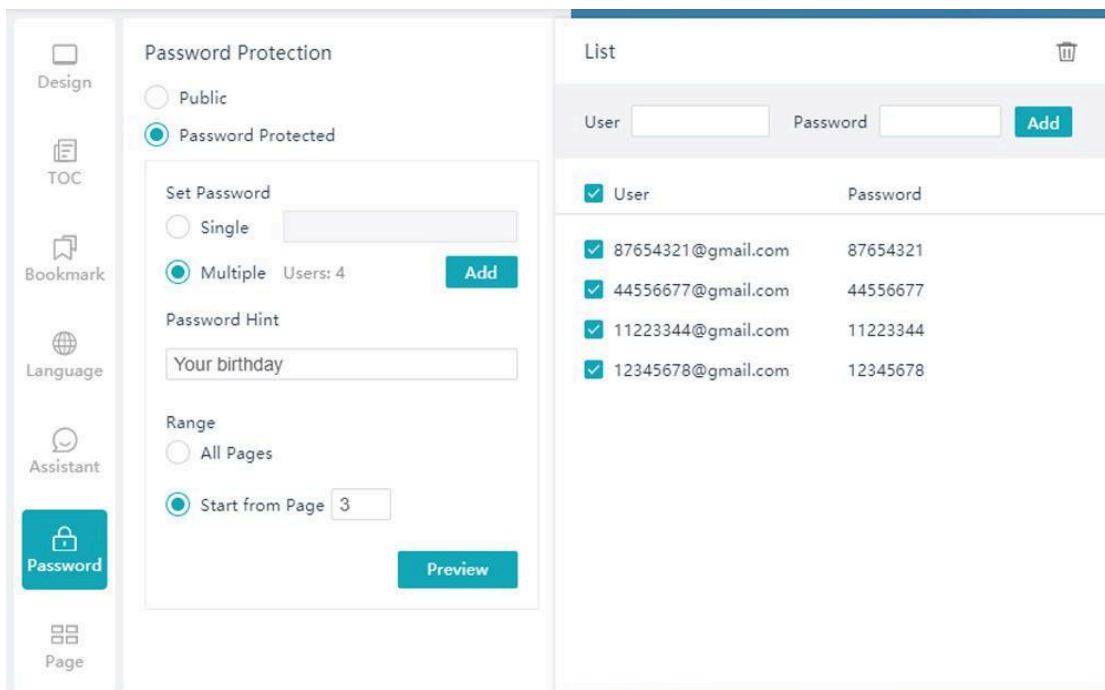 Design
TOC
Bookmark
Language
Assistant
Password
Page
Password Protection
Public
Password Protected
Set Password
Single
Multiple Users: 4 Add
Password Hint
Your birthday
Range
All Pages
Start from Page 3
Preview
List
User Password Add
User Password
87654321@gmail.com 87654321
44556677@gmail.com 44556677
11223344@gmail.com 11223344
12345678@gmail.com 12345678